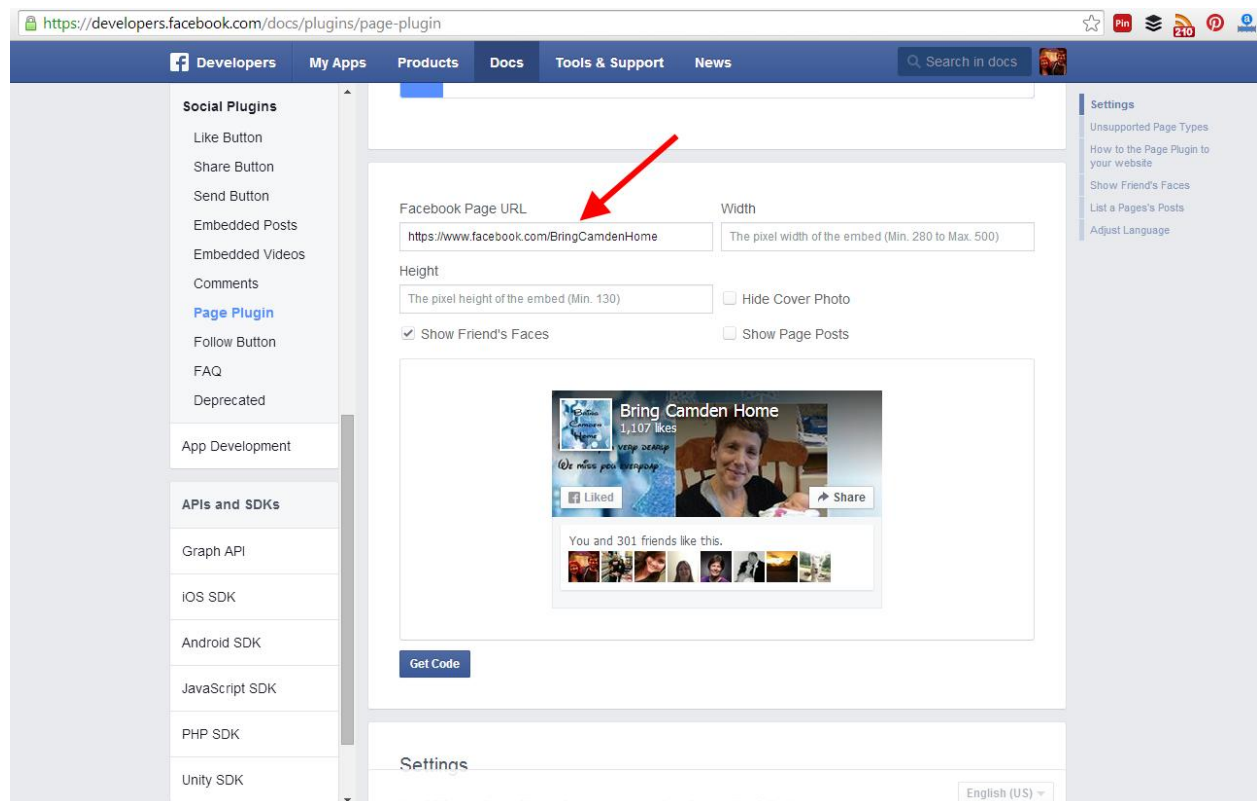 https://developers.facebook.com/docs/plugins/page-plugin
Pin
210
Developers
My Apps
Products
Docs
Tools & Support
News
Search in docs
Social Plugins
Like Button
Share Button
Send Button
Embedded Posts
Embedded Videos
Comments
Page Plugin
Follow Button
FAQ
Deprecated
App Development
APIs and SDKs
Graph API
iOS SDK
Android SDK
JavaScript SDK
PHP SDK
Unity SDK
Facebook Page URL
Width
https://www.facebook.com/BringCamdenHome
The pixel width of the embed (Min. 280 to Max. 500)
Height
The pixel height of the embed (Min. 130)
Hide Cover Photo
Show Friend's Faces
Show Page Posts
Bring Camden Home
1,107 likes
Bring
Camden
Home
very dearly
We miss you everyday
Liked
Share
You and 301 friends like this.
Get Code
Settings
English (US)
Settings
Unsupported Page Types
How to the Page Plugin to
your website
Show Friend's Faces
List a Pages's Posts
Adjust Language